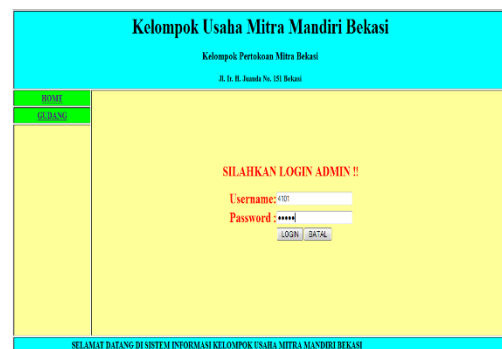 Kelompok Usaha Mitra Mandiri Bekasi
Kelompok Pertokoan Mitra Bekasi
Jl. Ir. H. Juanda No. 151 Bekasi
HOME
GUDANG
SILAHKAN LOGIN ADMIN !!
Username: 4101
Password : •••••
LOGIN BATAL
SELAMAT DATANG DI SISTEM INFORMASI KELOMPOK USAHA MITRA MANDIRI BEKASI